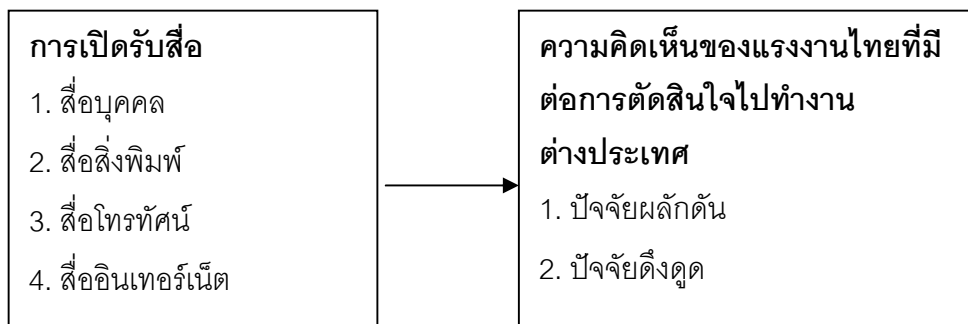 การเปิดรับสื่อ
1. สื่อบุคคล
2. สื่อสิ่งพิมพ์
3. สื่อโทรทัศน์
4. สื่ออินเทอร์เน็ต
ความคิดเห็นของแรงงานไทยที่มี
ต่อการตัดสินใจไปทำงาน
ต่างประเทศ
1. ปัจจัยผลักดัน
2. ปัจจัยดึงดูด